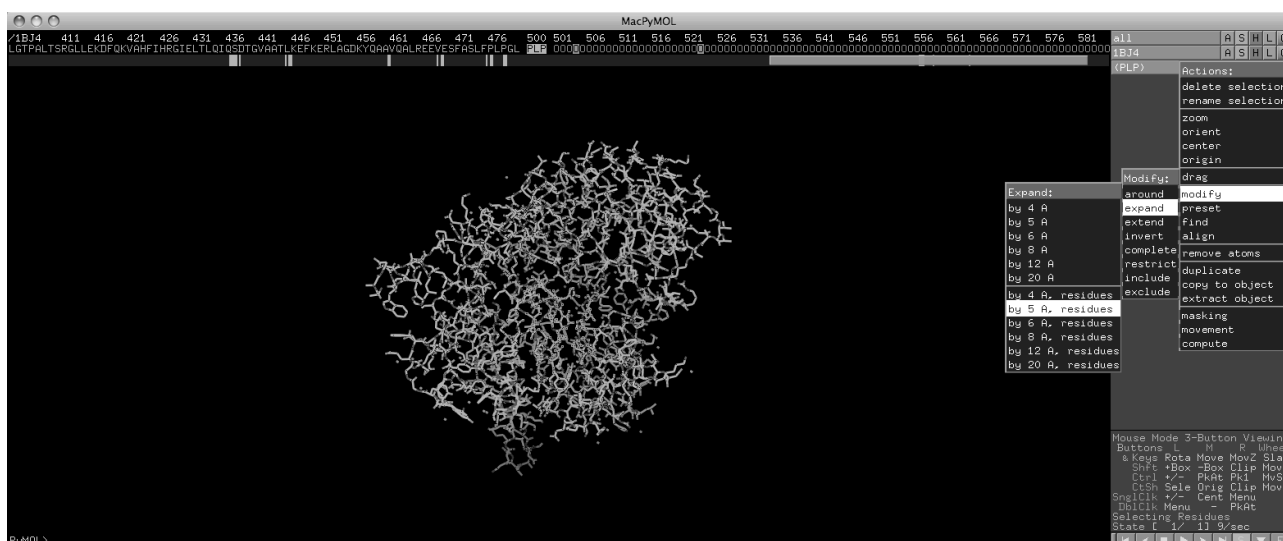 MacPyMOL
/1BJ4 411 416 421 426 431 436 441 446 451 456 461 466 471 476 500 501 506 511 516 521 526 531 536 541 546 551 556 561 566 571 576 581
LGTPALTSRGLLEKDFQKVAHFIHRGIELTLQIQSDTGVAATLKEFKERLAGDKYQAAVQALREEVESFASLFPLPGL PLP
all A S H L
1BJ4 A S H L
(PLP)
Actions:
delete selection
rename selection
zoom
orient
center
origin
drag
modify
preset
find
align
remove atoms
duplicate
copy to object
extract object
masking
movement
compute
Modify:
around
expand
extend
invert
complete
restrict
include
exclude
Expand:
by 4 A
by 5 A
by 6 A
by 8 A
by 12 A
by 20 A
by 4 A, residues
by 5 A, residues
by 6 A, residues
by 8 A, residues
by 12 A, residues
by 20 A, residues
Mouse Mode 3-Button Viewin
Buttons L M R Whee
& Keys Rota Move MovZ Sla
Shft +Box -Box Clip Mov
Ctrl +/- PkAt Pk1 MvS
CtSh Sele Orig Clip Mov
SnglClk +/- Cent Menu
DblClk Menu - PkAt
Selecting Residues
State [ 1/ 1] 9/sec
PyMOL>